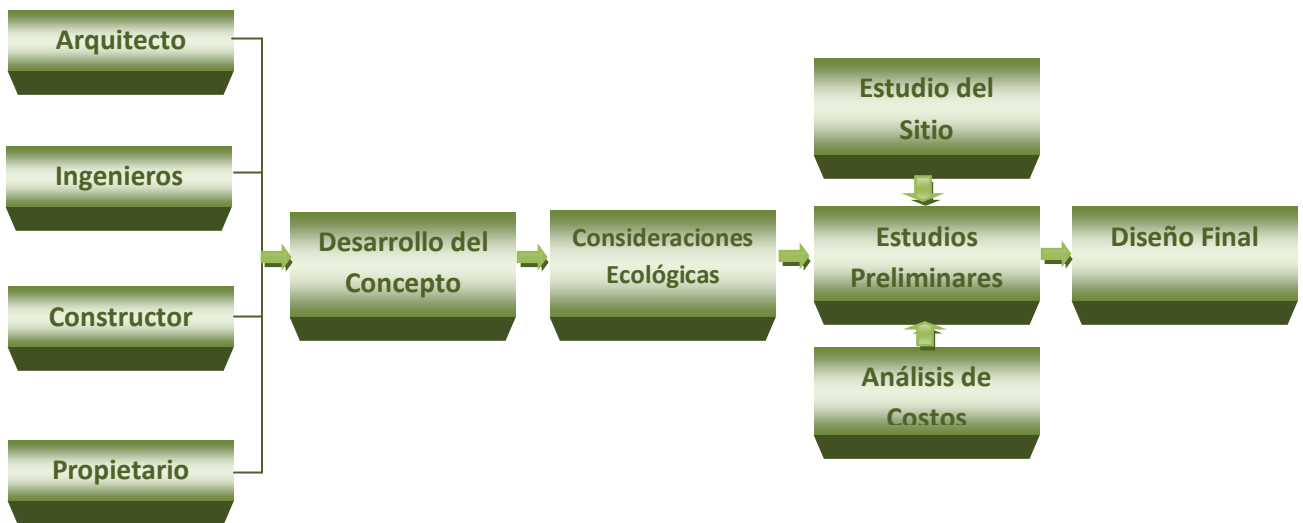 Arquitecto
Ingenieros
Constructor
Propietario
Desarrollo del
Concepto
Consideraciones
Ecológicas
Estudio del
Sitio
Estudios
Preliminares
Análisis de
Costos
Diseño Final